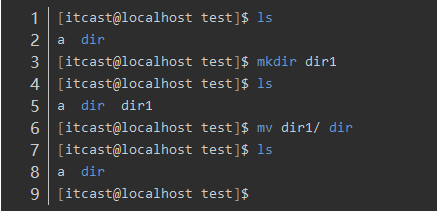 1 [itcast@localhost test]$ ls
2 a  dir
3 [itcast@localhost test]$ mkdir dir1
4 [itcast@localhost test]$ ls
5 a  dir  dir1
6 [itcast@localhost test]$ mv dir1/ dir
7 [itcast@localhost test]$ ls
8 a  dir
9 [itcast@localhost test]$